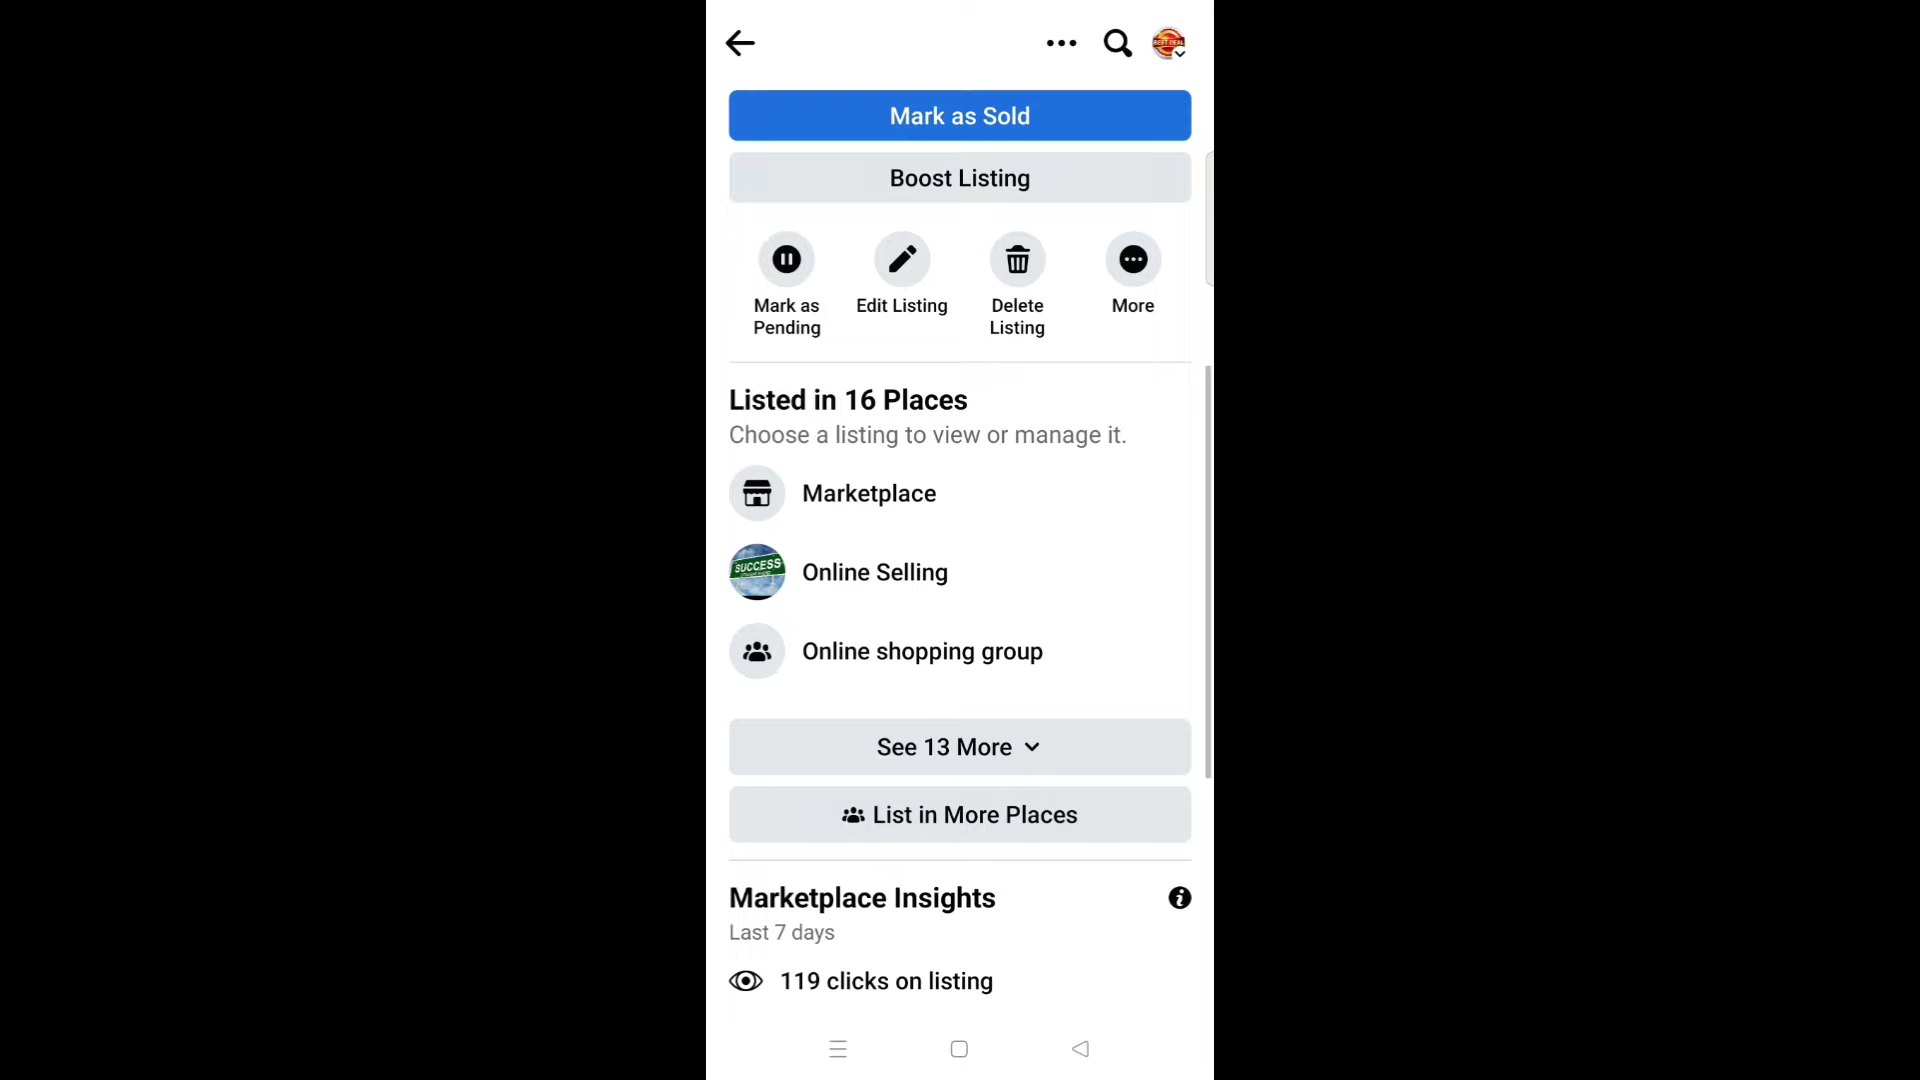 BEST DEAL
Mark as Sold
Boost Listing
Mark as
Pending
Edit Listing
Delete
Listing
More
Listed in 16 Places
Choose a listing to view or manage it.
Marketplace
SUCCESS
Online Selling
Online shopping group
See 13 More
List in More Places
Marketplace Insights
Last 7 days
119 clicks on listing